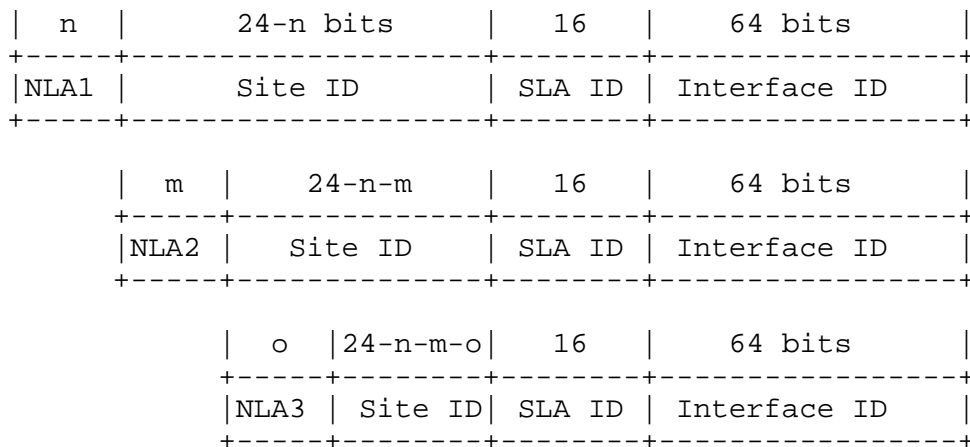 |  n  |      24-n bits         |   16   |    64 bits      |
+-----+------------------------+--------+-----------------+
|NLA1 |      Site ID           | SLA ID | Interface ID    |
+-----+------------------------+--------+-----------------+
|  m  |    24-n-m        |   16   |    64 bits      |
+-----+-----------------+--------+-----------------+
|NLA2 |   Site ID       | SLA ID | Interface ID    |
+-----+-----------------+--------+-----------------+
|  o  |24-n-m-o|   16   |    64 bits      |
+-----+--------+--------+-----------------+
|NLA3 | Site ID| SLA ID | Interface ID    |
+-----+--------+--------+-----------------+